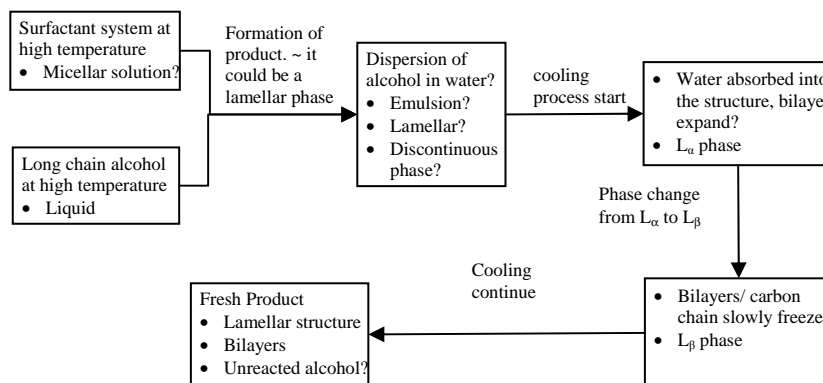 Surfactant system at
high temperature
• Micellar solution?
Long chain alcohol
at high temperature
• Liquid
Formation of
product. ~ it
could be a
lamellar phase
Dispersion of
alcohol in water?
• Emulsion?
• Lamellar?
• Discontinuous
phase?
cooling
process start
• Water absorbed into
the structure, bilaye
expand?
• Lα phase
Phase change
from Lα to Lβ
• Bilayers/ carbon
chain slowly freeze
• Lβ phase
Cooling
continue
Fresh Product
• Lamellar structure
• Bilayers
• Unreacted alcohol?